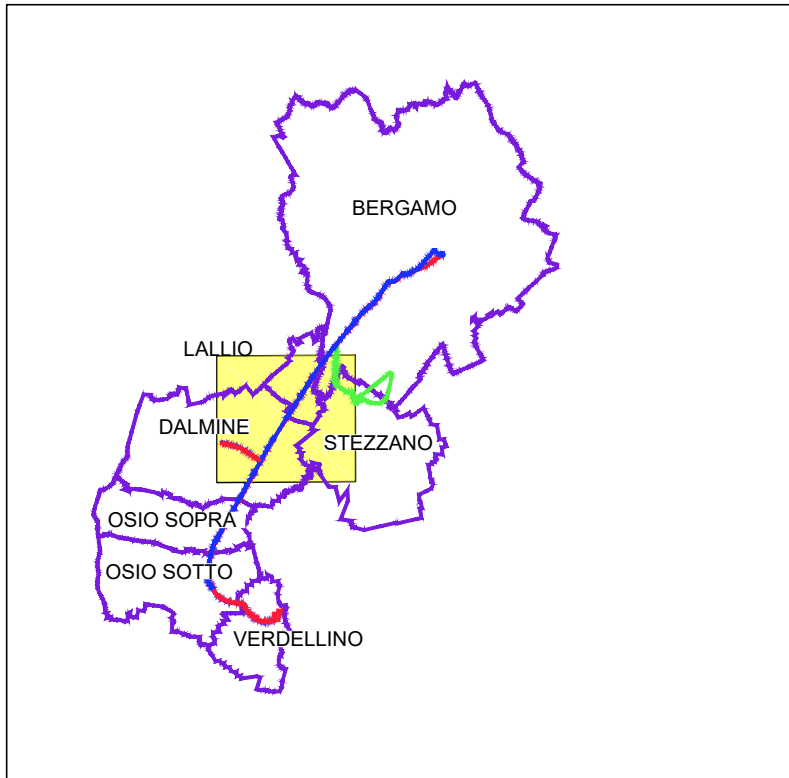 BERGAMO
LALLIO
DALMINE
STEZZANO
OSIO SOPRA
OSIO SOTTO
VERDELLINO